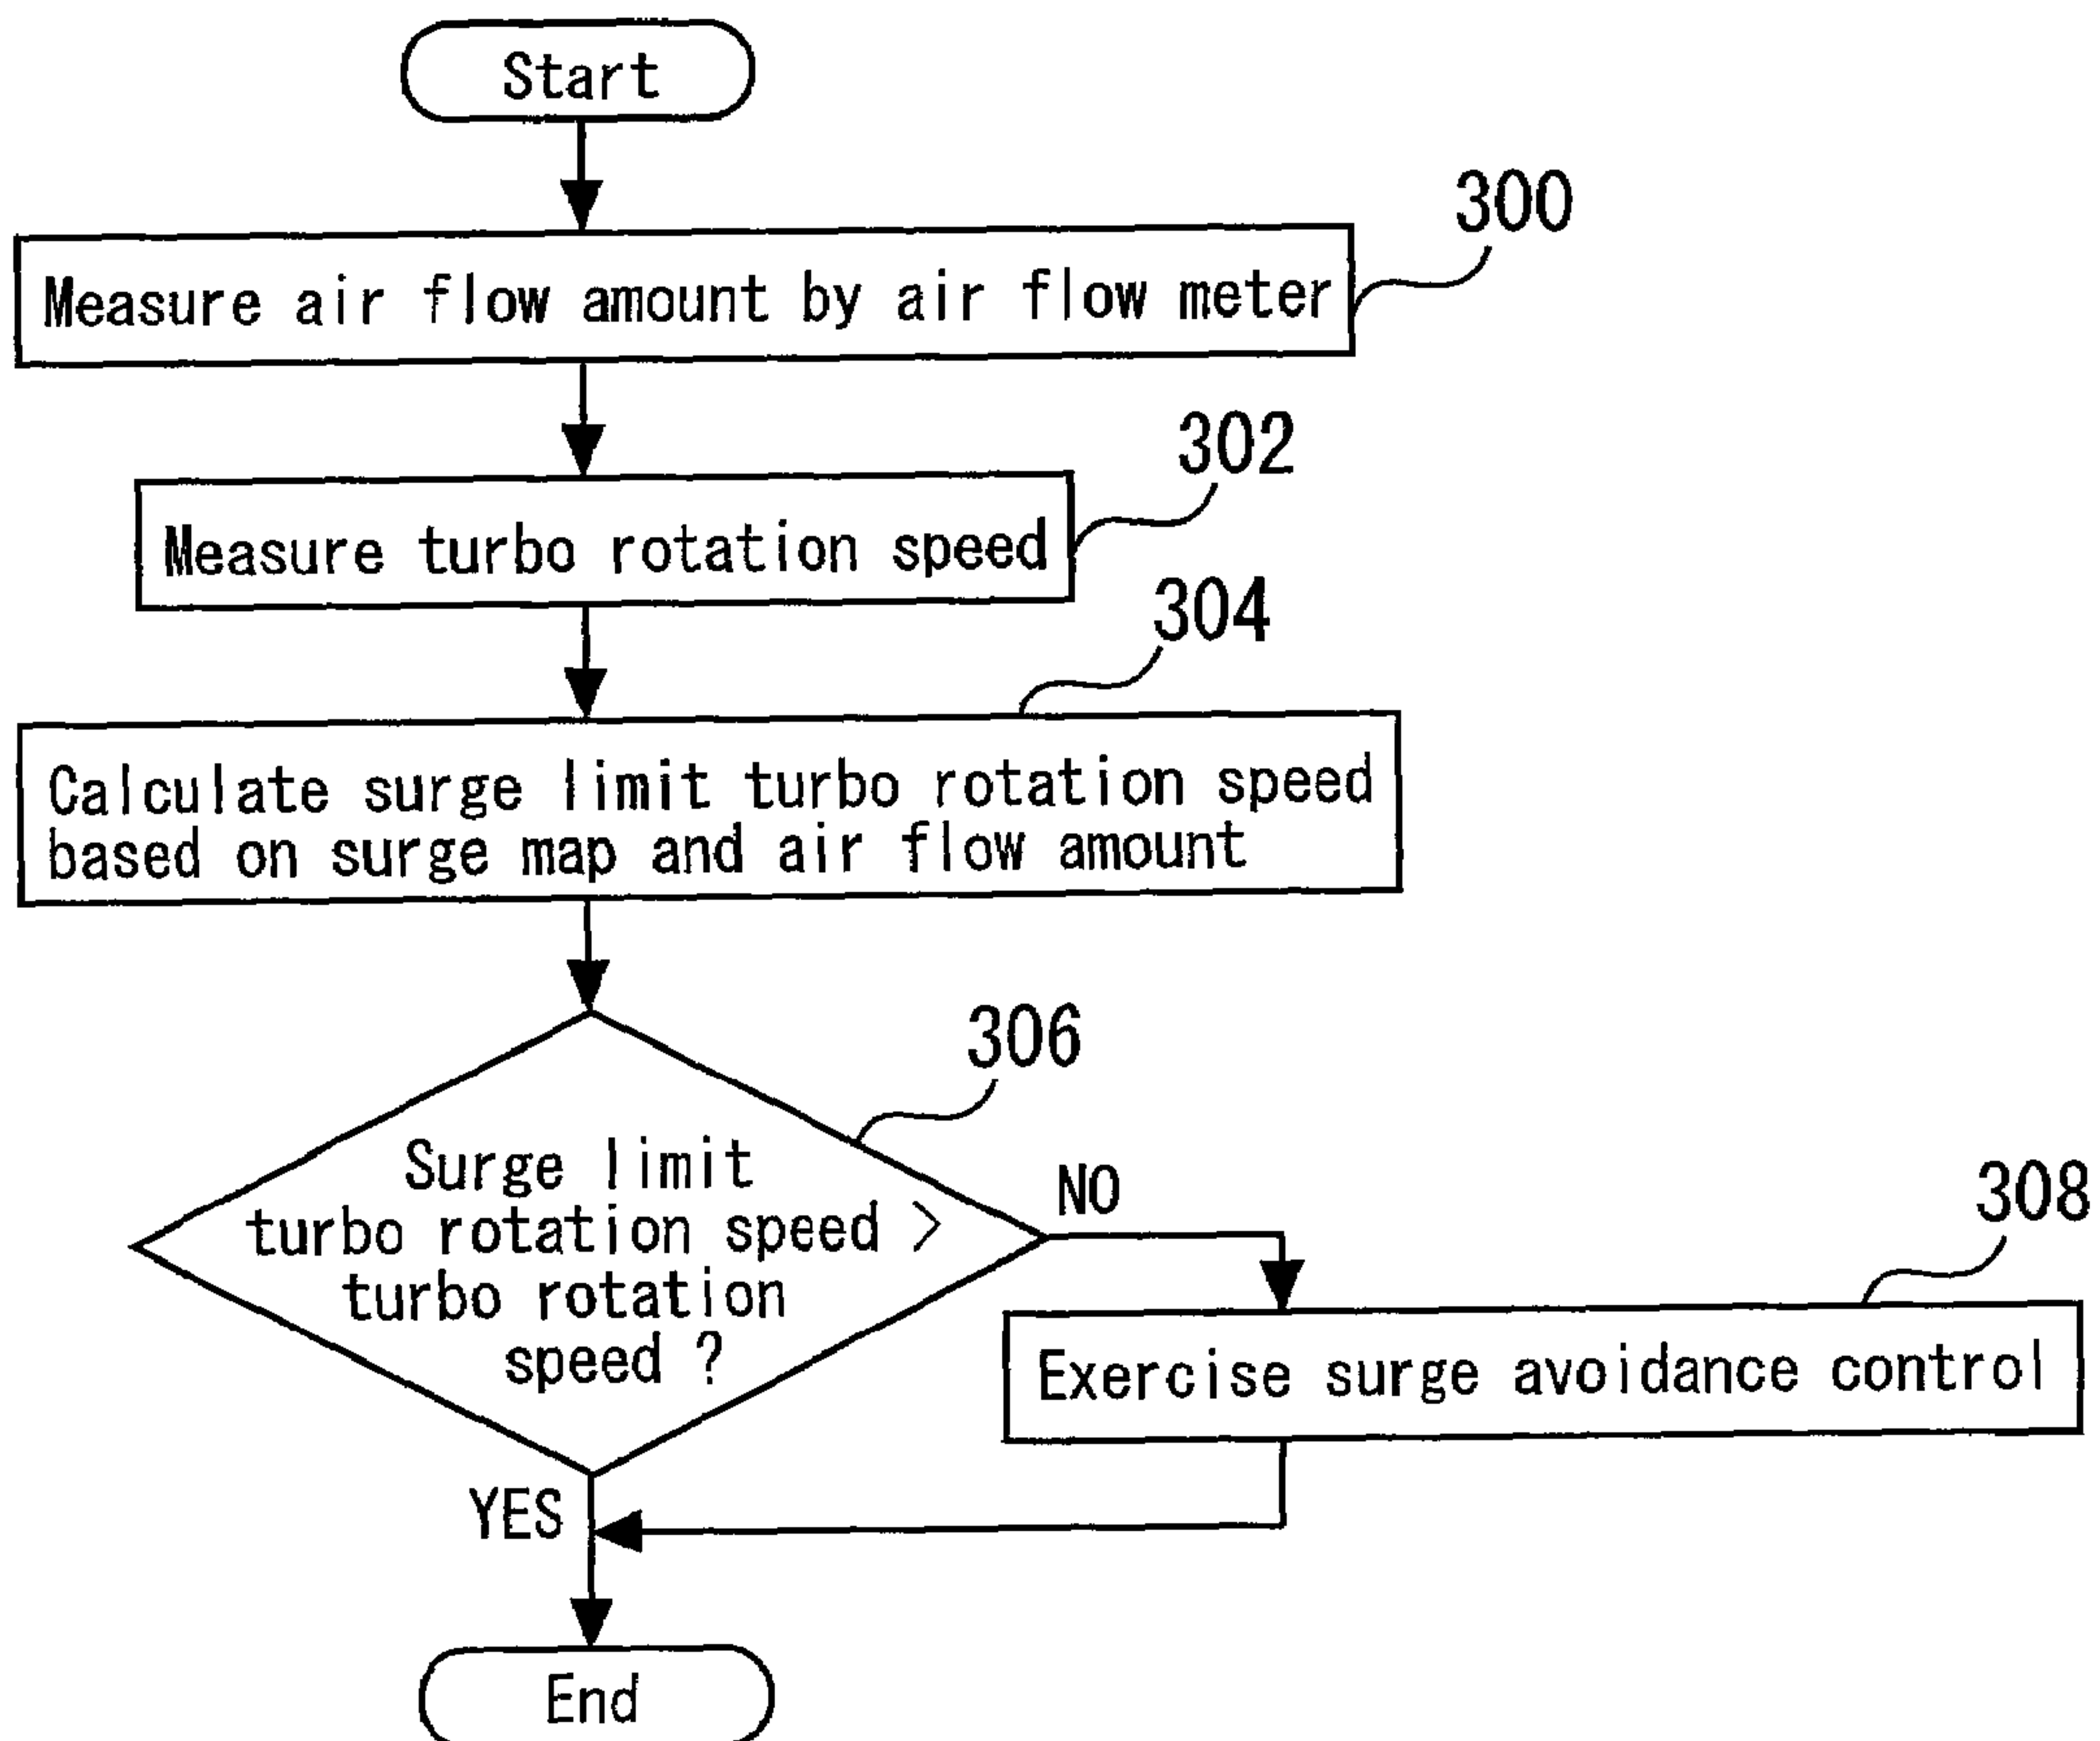 Start
300
Measure air flow amount by air flow meter
302
Measure turbo rotation speed
304
Calculate surge limit turbo rotation speed
based on surge map and air flow amount
306
Surge limit
turbo rotation speed >
turbo rotation
speed ?
NO
308
Exercise surge avoidance control
YES
End